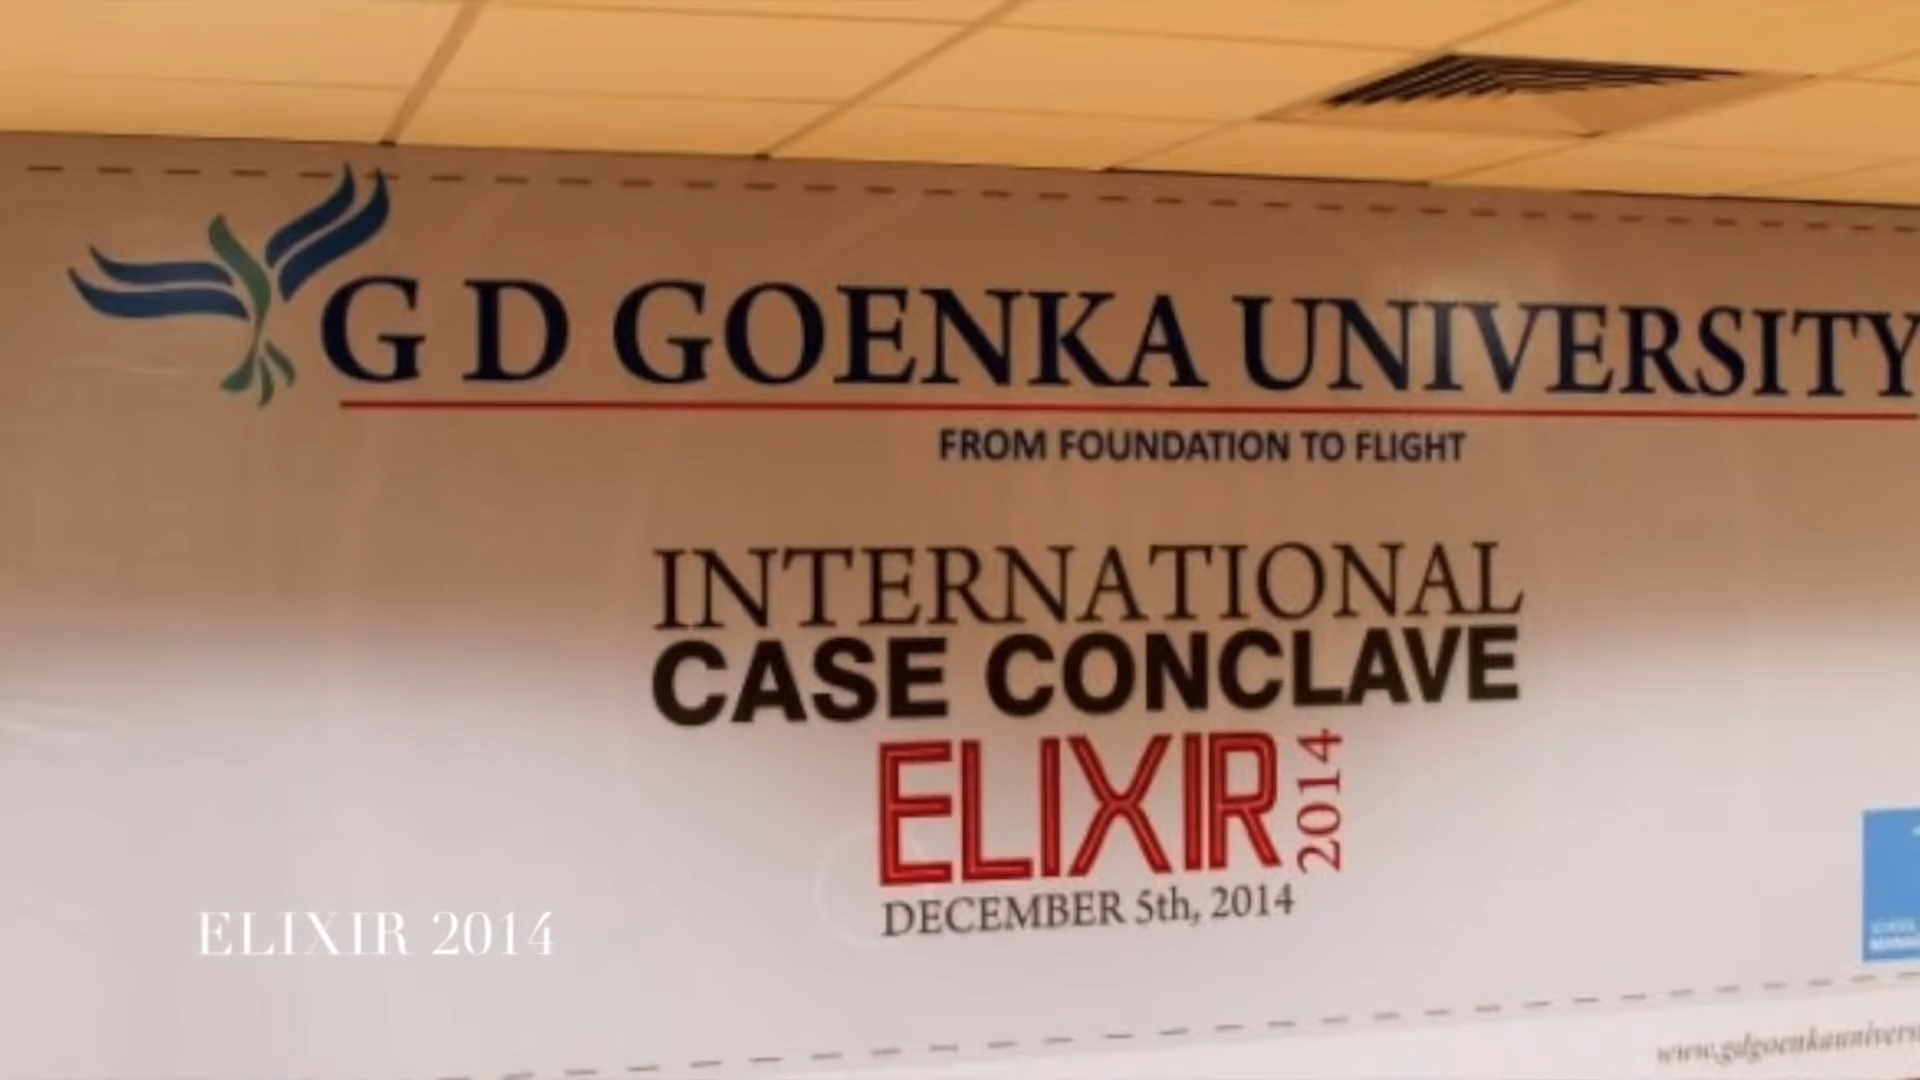 G D GOENKA UNIVERSITY
FROM FOUNDATION TO FLIGHT
INTERNATIONAL
CASE CONCLAVE
ELIXIR 2014
DECEMBER 5th, 2014
ELIXIR 2014